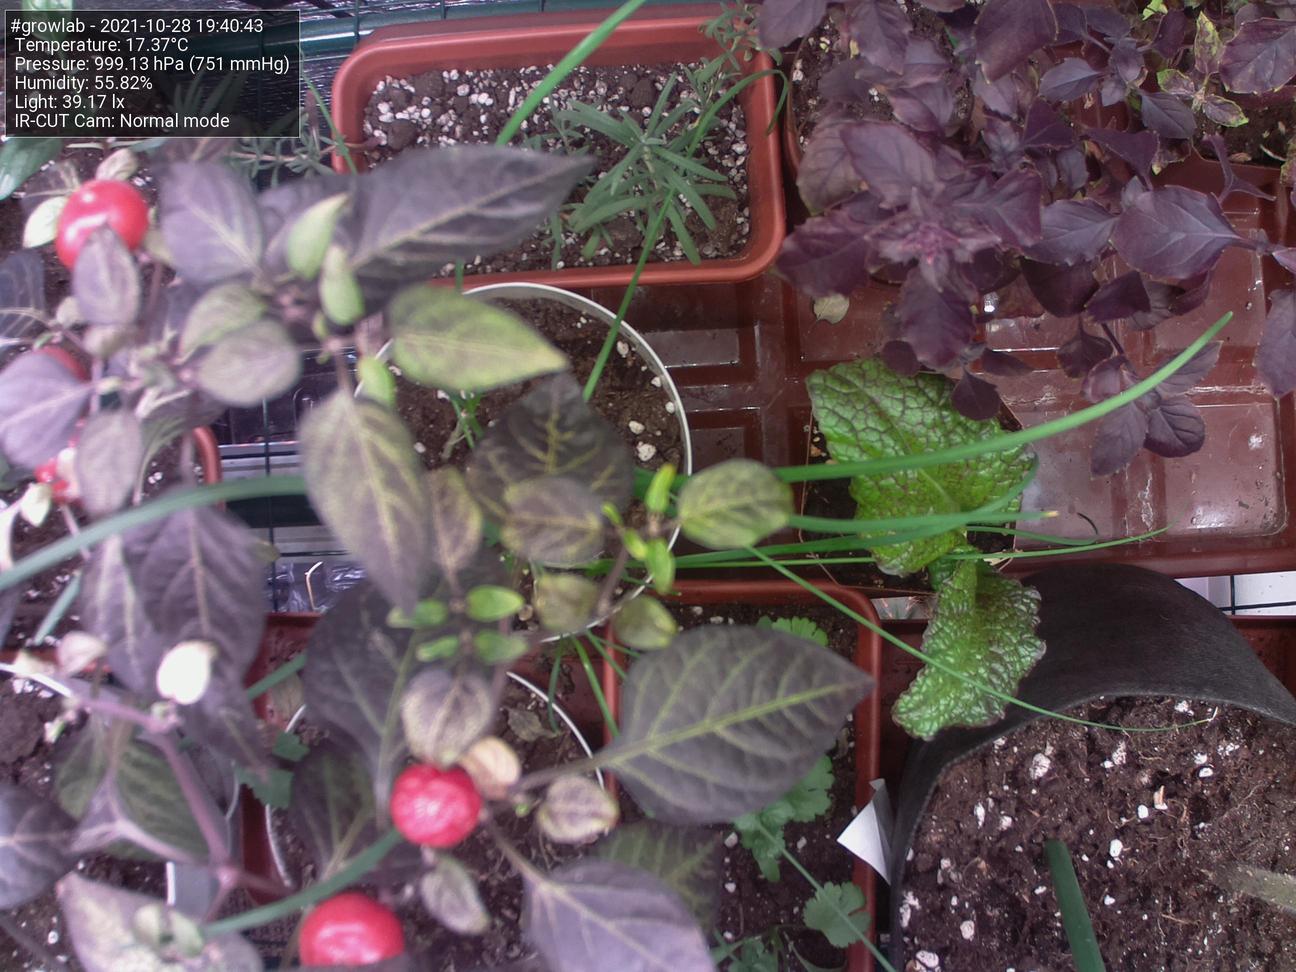 #growlab - 2021-10-28 19:40:43
Temperature: 17.37°C
Pressure: 999.13 hPa (751 mmHg)
Humidity: 55.82%
Light: 39.17 lx
IR-CUT Cam: Normal mode